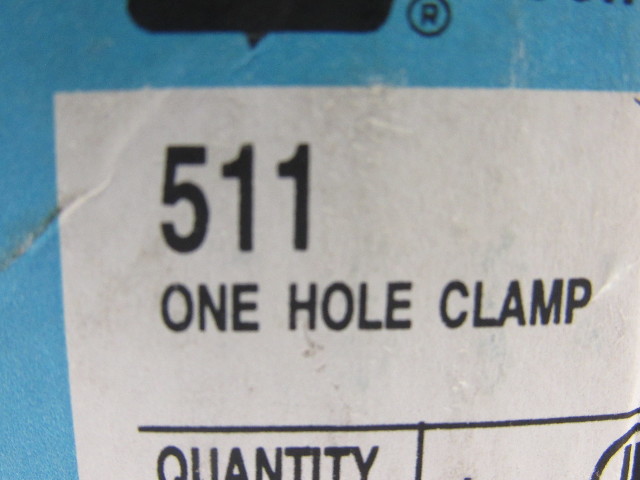 ®
511
ONE HOLE CLAMP
QUANTITY